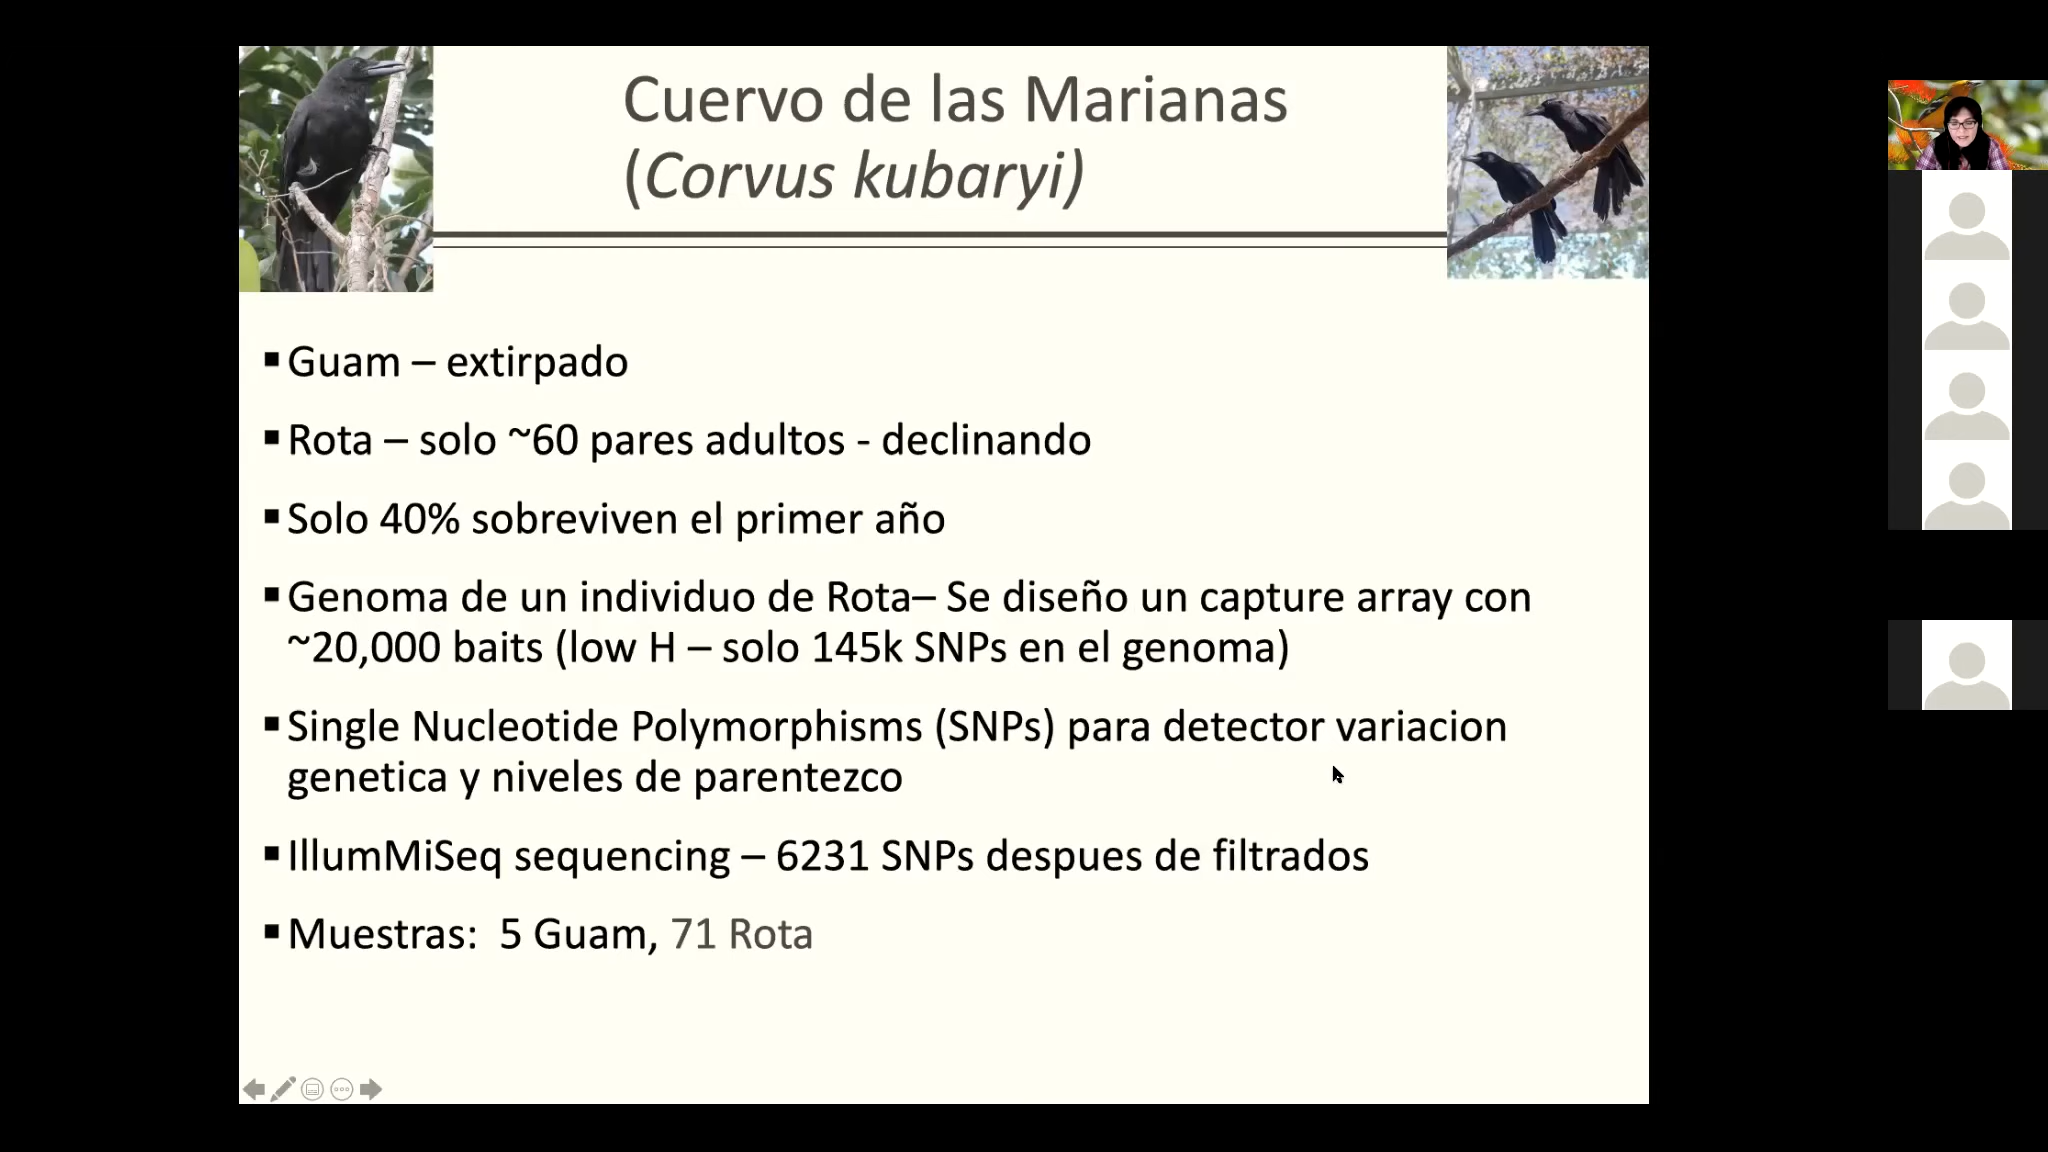 Cuervo de las Marianas
(Corvus kubaryi)
▪Guam – extirpado
▪Rota – solo ~60 pares adultos - declinando
▪Solo 40% sobreviven el primer año
▪Genoma de un individuo de Rota– Se diseño un capture array con
~20,000 baits (low H – solo 145k SNPs en el genoma)
▪Single Nucleotide Polymorphisms (SNPs) para detector variacion
genetica y niveles de parentezco
▪IllumMiSeq sequencing – 6231 SNPs despues de filtrados
▪Muestras:  5 Guam, 71 Rota